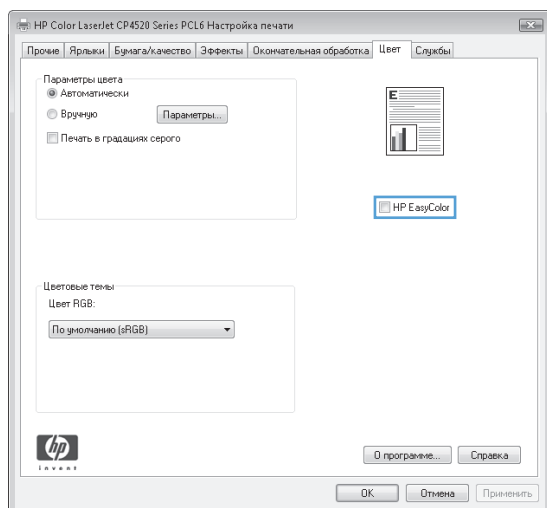 HP Color LaserJet CP4520 Series PCL6 Настройка печати
Прочие Ярлыки Бумага/качество Эффекты Окончательная обработка Цвет Службы
Параметры цвета
Автоматически
Вручную Параметры...
Печать в градациях серого
E
HP EasyColor
Цветовые темы
Цвет RGB:
По умолчанию (sRGB)
hp
invent
О программе... Справка
OK Отмена Применить